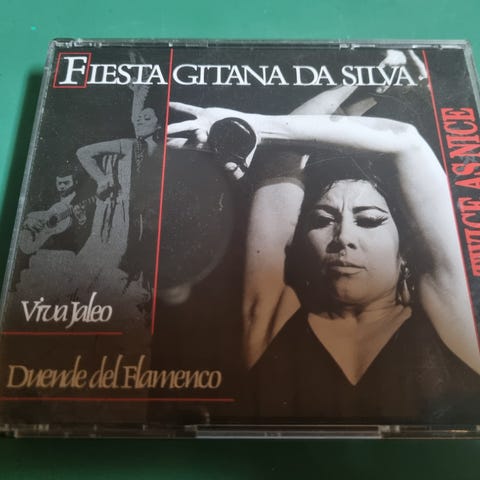 FIESTA GITANA DA SILVA
TWICE AS NICE
Viva Jaleo
Duende del Flamenco